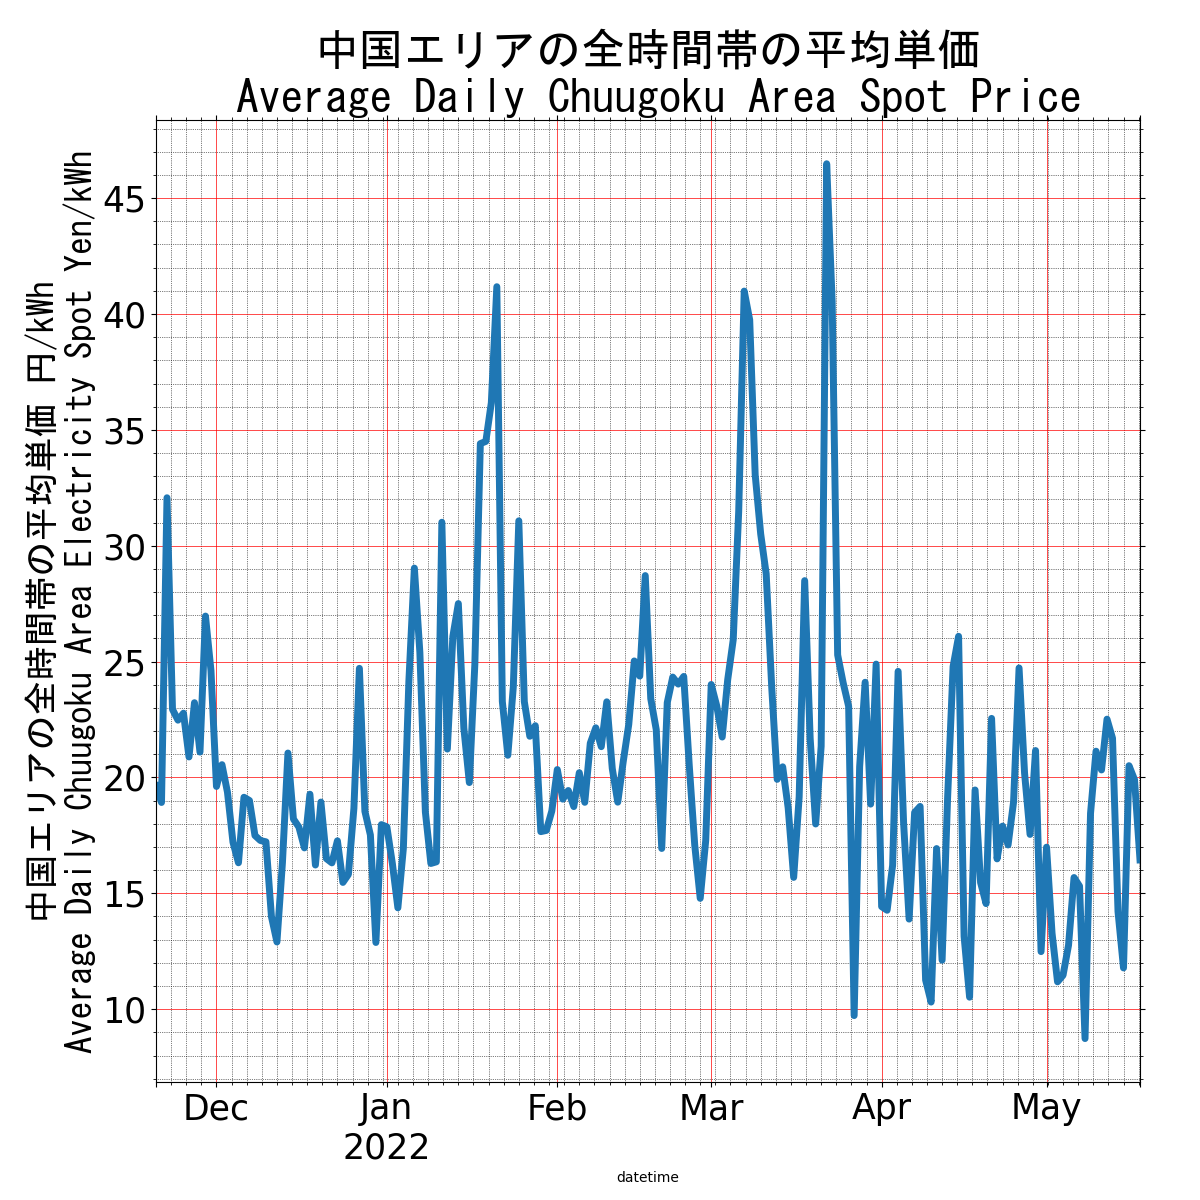 中国エリアの全時間帯の平均単価
Average Daily Chuugoku Area Spot Price
中国エリアの全時間帯の平均単価 円/kWh
Average Daily Chuugoku Area Electricity Spot Yen/kWh
45
40
35
30
25
20
15
10
Dec
Jan
2022
Feb
Mar
Apr
May
datetime